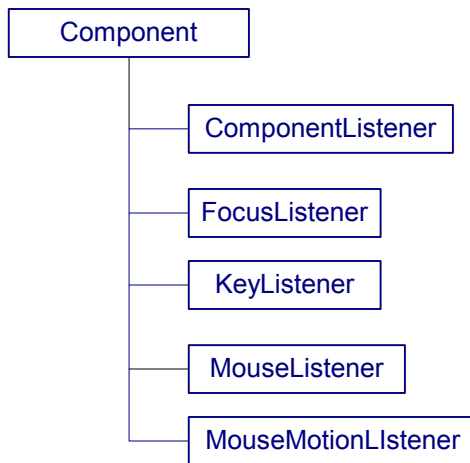 Component
ComponentListener
FocusListener
KeyListener
MouseListener
MouseMotionLIstener